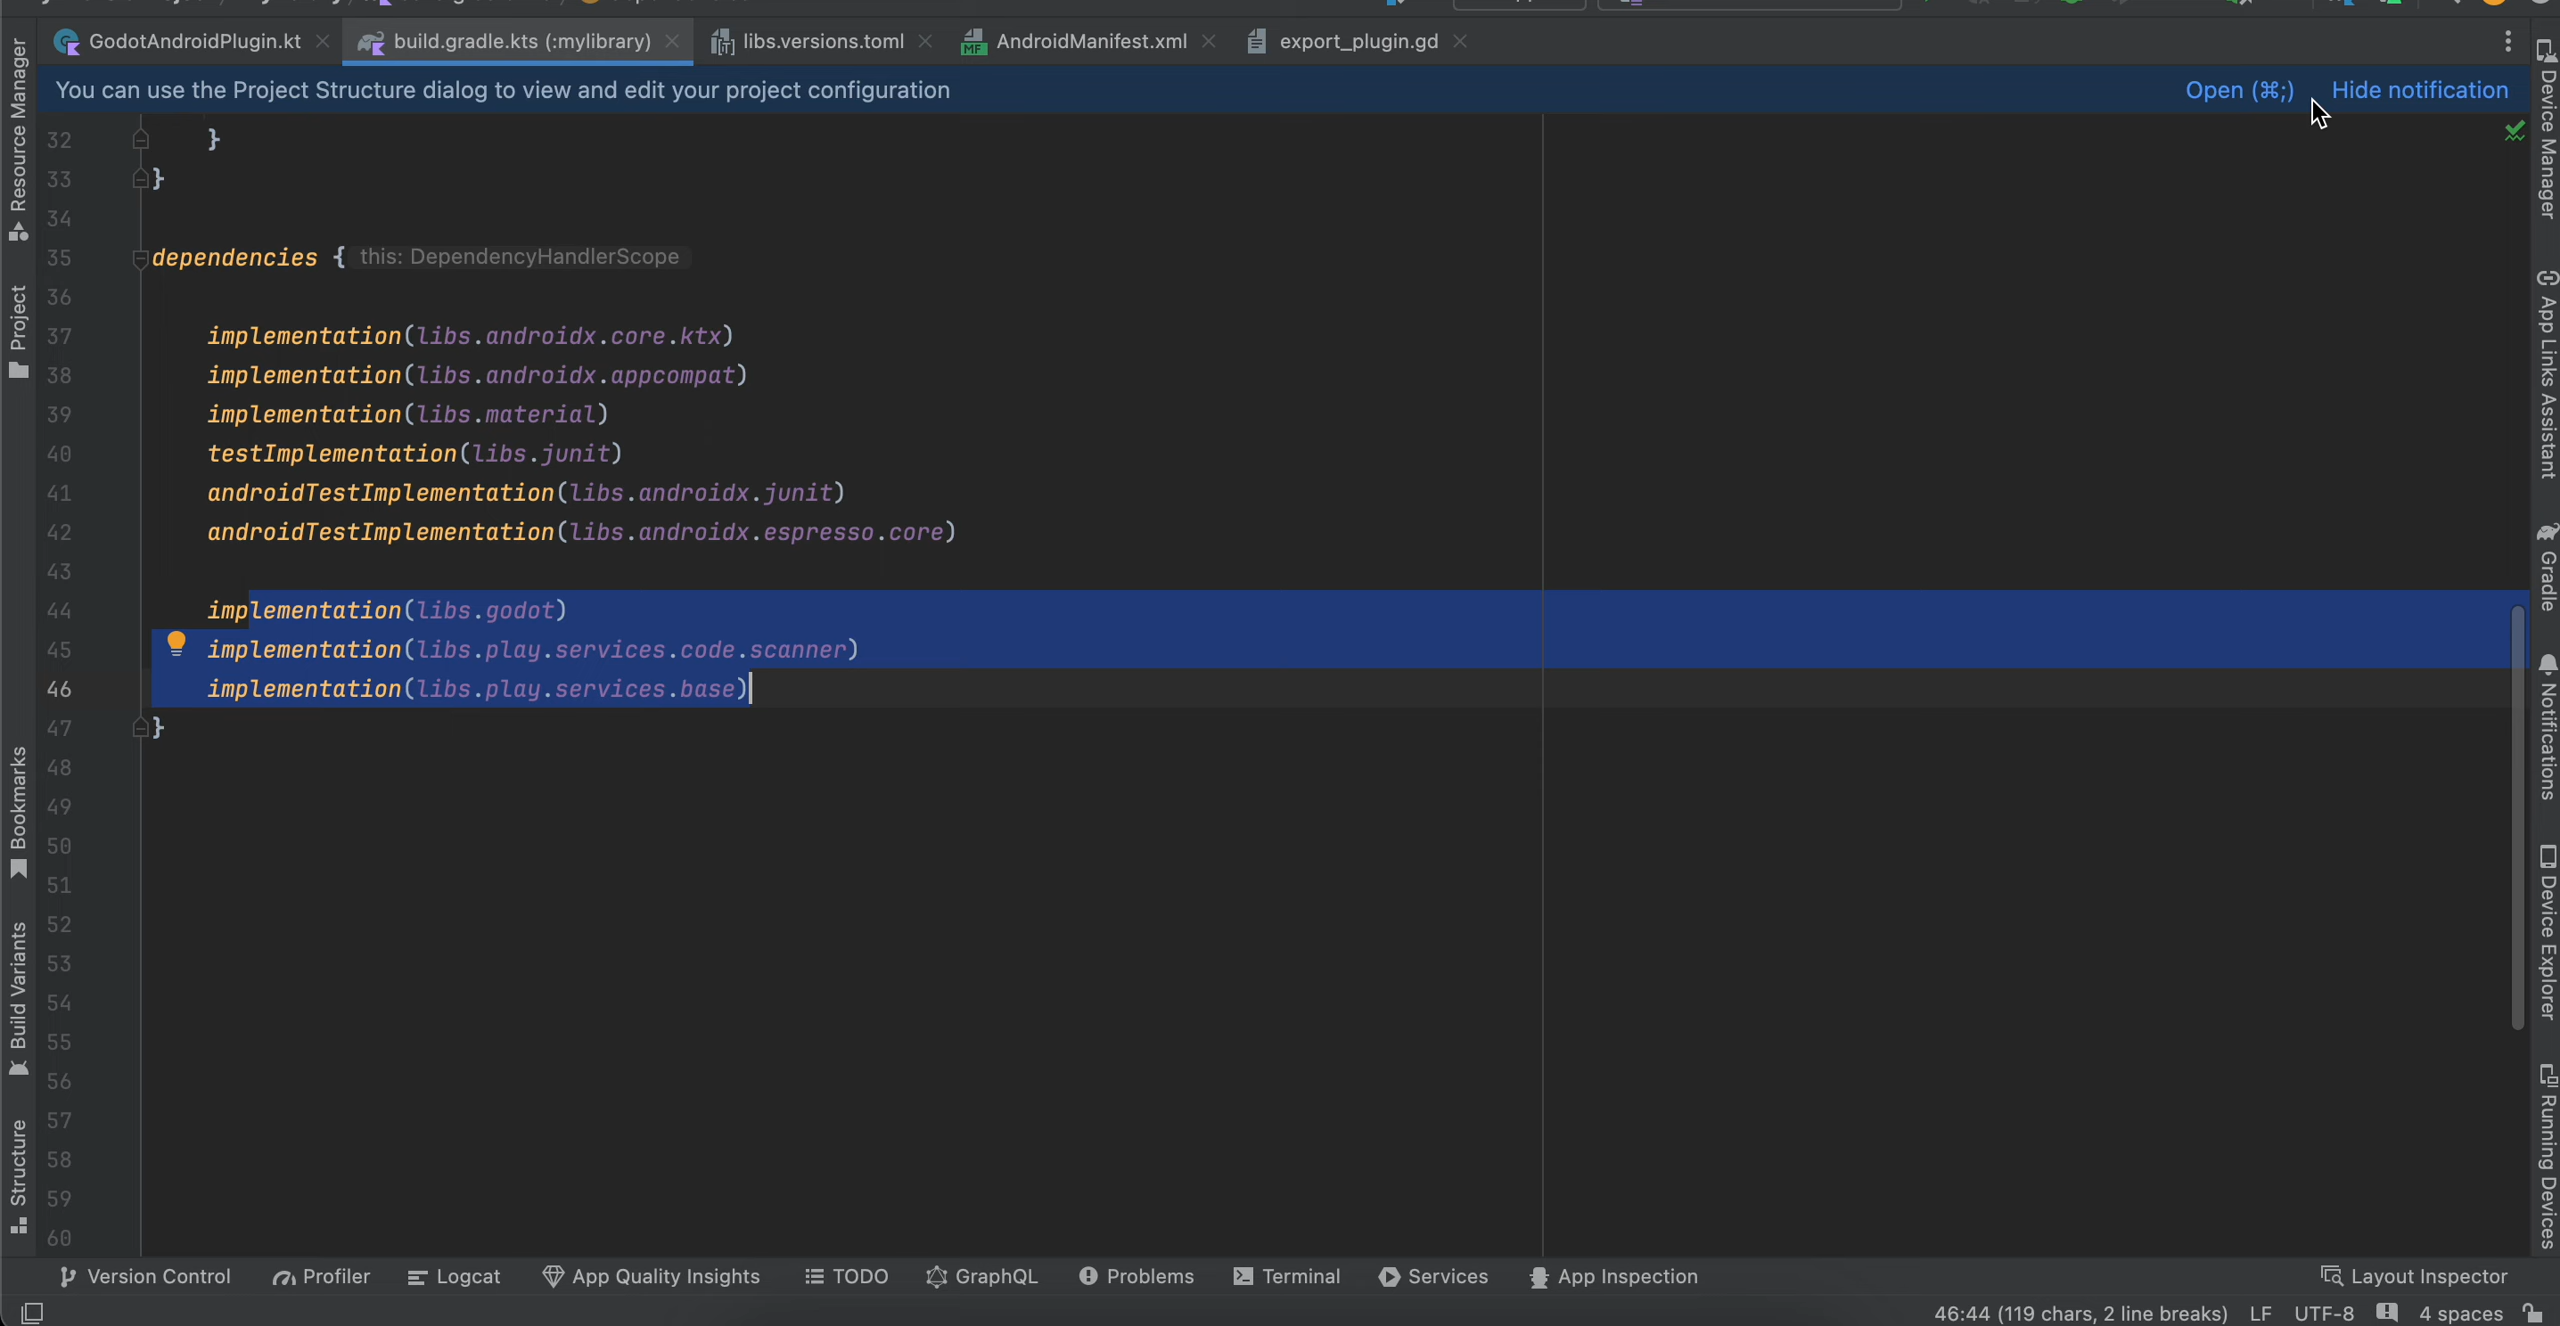 GodotAndroidPlugin.kt
build.gradle.kts (:mylibrary)
libs.versions.toml
AndroidManifest.xml
export_plugin.gd
You can use the Project Structure dialog to view and edit your project configuration
Open (⌘;)
Hide notification
32 }
33 }
34
35 dependencies { this: DependencyHandlerScope
36
37 implementation(libs.androidx.core.ktx)
38 implementation(libs.androidx.appcompat)
39 implementation(libs.material)
40 testImplementation(libs.junit)
41 androidTestImplementation(libs.androidx.junit)
42 androidTestImplementation(libs.androidx.espresso.core)
43
44 implementation(libs.godot)
45 implementation(libs.play.services.code.scanner)
46 implementation(libs.play.services.base)
47 }
48
49
50
51
52
53
54
55
56
57
58
59
60
Resource Manager
Project
Bookmarks
Build Variants
Structure
Device Manager
App Links Assistant
Gradle
Notifications
Device Explorer
Running Devices
Version Control
Profiler
Logcat
App Quality Insights
TODO
GraphQL
Problems
Terminal
Services
App Inspection
Layout Inspector
46:44 (119 chars, 2 line breaks)
LF
UTF-8
4 spaces